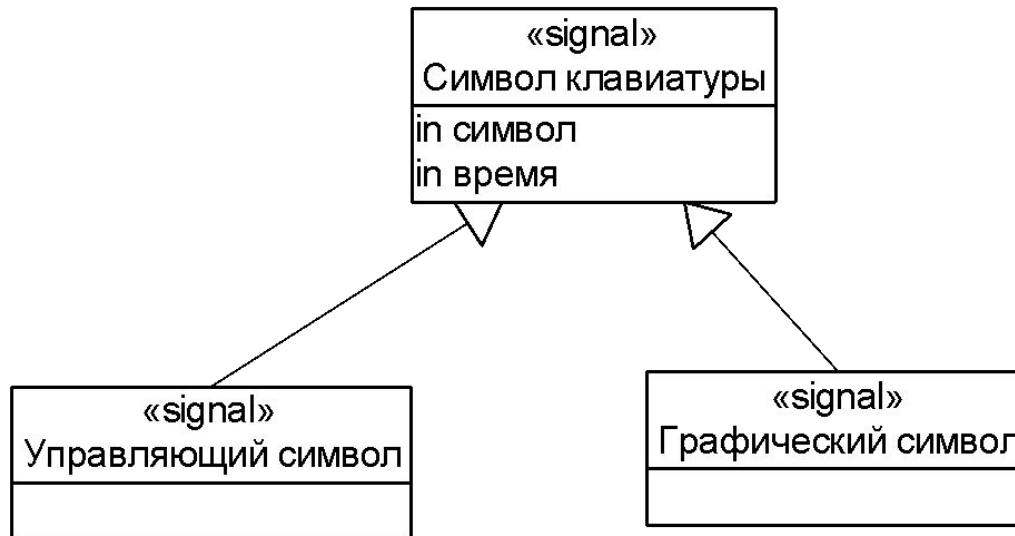 «signal»
Символ клавиатуры
in символ
in время
«signal»
Управляющий символ
«signal»
Графический символ